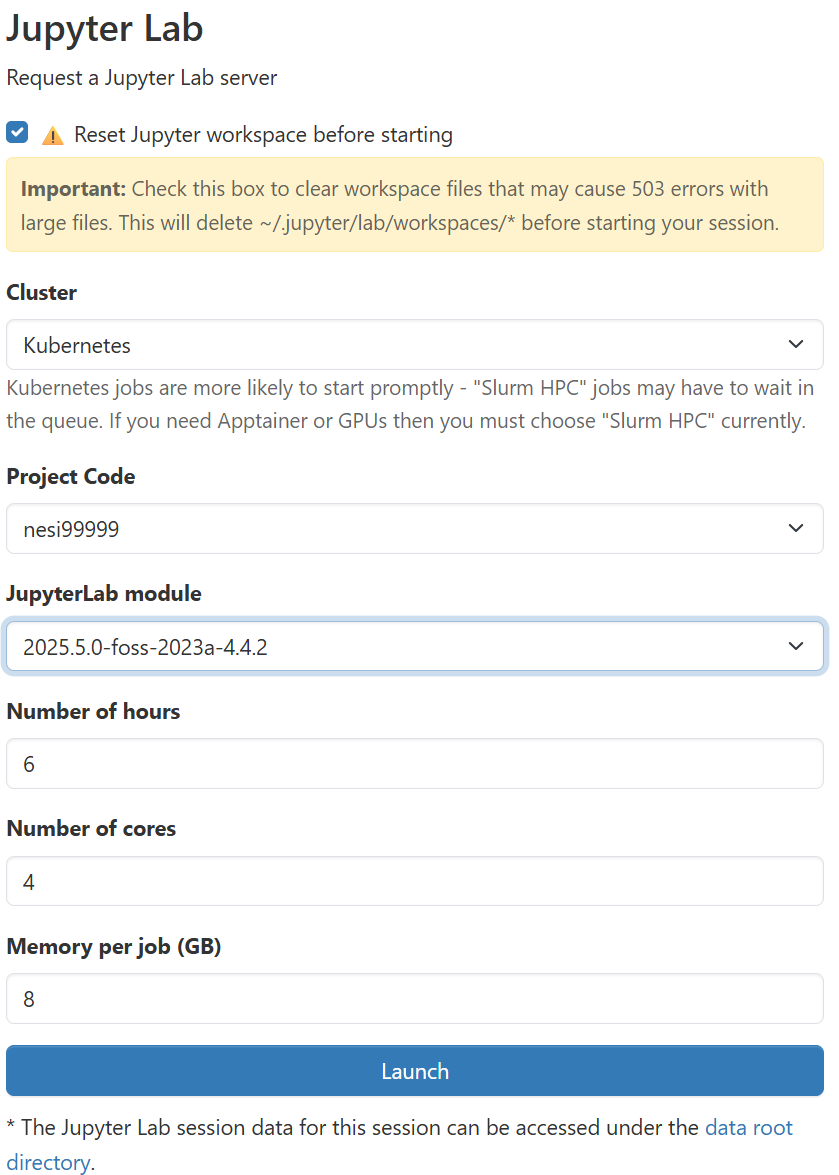 Jupyter Lab
Request a Jupyter Lab server
Reset Jupyter workspace before starting
Important: Check this box to clear workspace files that may cause 503 errors with
large files. This will delete ~/.jupyter/lab/workspaces/* before starting your session.
Cluster
Kubernetes
Kubernetes jobs are more likely to start promptly - "Slurm HPC" jobs may have to wait in
the queue. If you need Apptainer or GPUs then you must choose "Slurm HPC" currently.
Project Code
nesi99999
JupyterLab module
2025.5.0-foss-2023a-4.4.2
Number of hours
6
Number of cores
4
Memory per job (GB)
8
Launch
* The Jupyter Lab session data for this session can be accessed under the data root
directory.